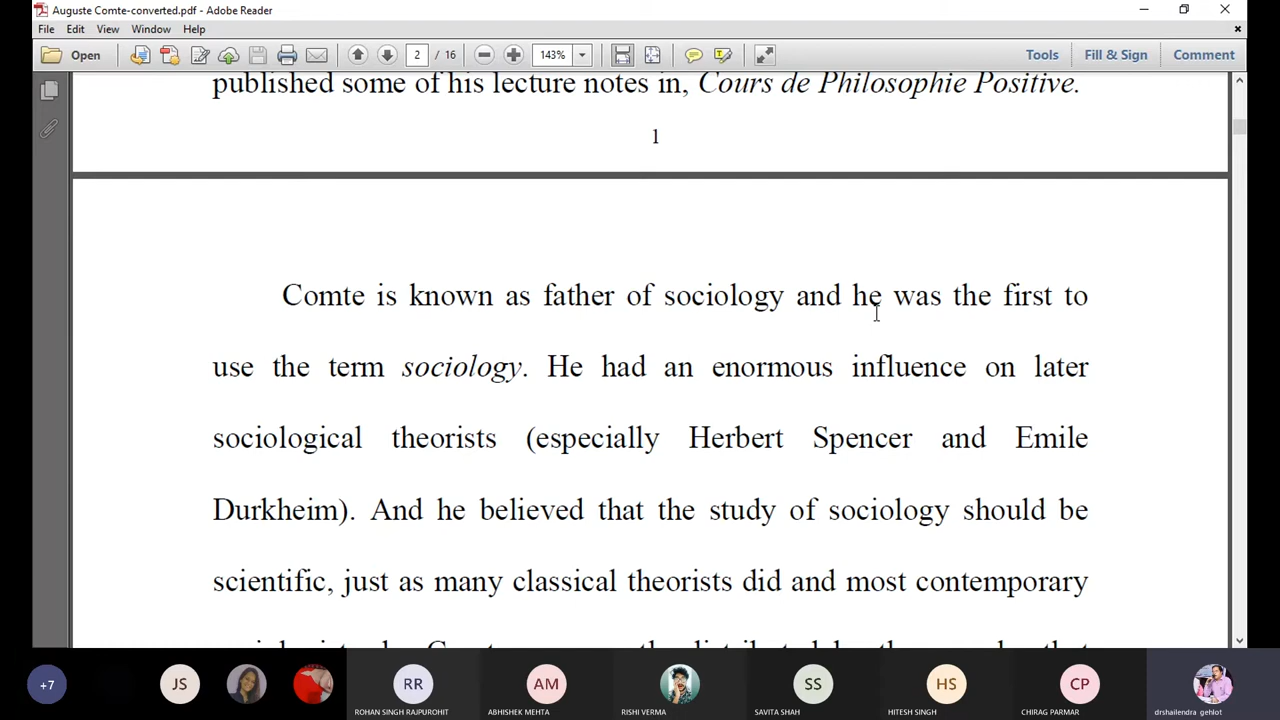 Auguste Comte-converted.pdf - Adobe Reader
File Edit View Window Help
Open 2 / 16 143% Tools Fill & Sign Comment
published some of his lecture notes in, Cours de Philosophie Positive.
1
Comte is known as father of sociology and he was the first to
use the term sociology. He had an enormous influence on later
sociological theorists (especially Herbert Spencer and Emile
Durkheim). And he believed that the study of sociology should be
scientific, just as many classical theorists did and most contemporary
+7 JS RR AM SS HS CP
ROHAN SINGH RAJPUROHIT ABHISHEK MEHTA RISHI VERMA SAVITA SHAH HITESH SINGH CHIRAG PARMAR drshailendra gehlot